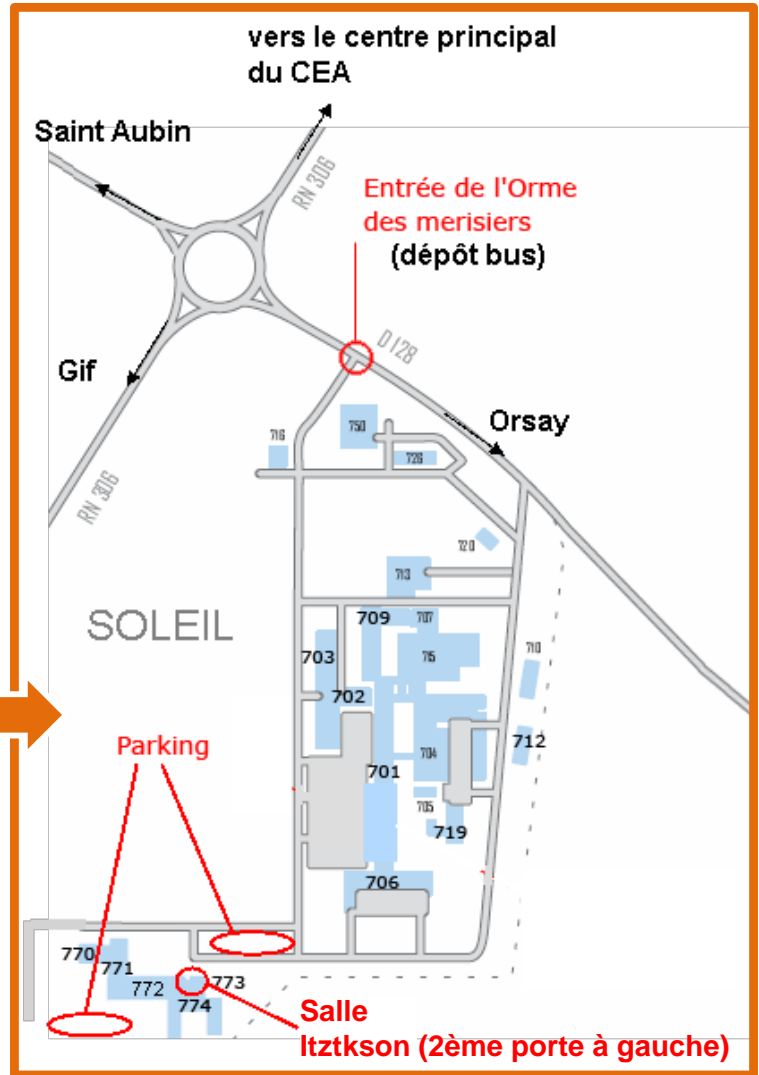 vers le centre principal
du CEA
Saint Aubin
RN 306
Entrée de l'Orme
des merisiers
(dépôt bus)
D 128
Gif
Orsay
716
750
726
RN 306
720
713
SOLEIL
709
707
703
715
710
702
712
Parking
701
704
705
719
706
770
771
773
772
774
Salle
Itztkson (2ème porte à gauche)